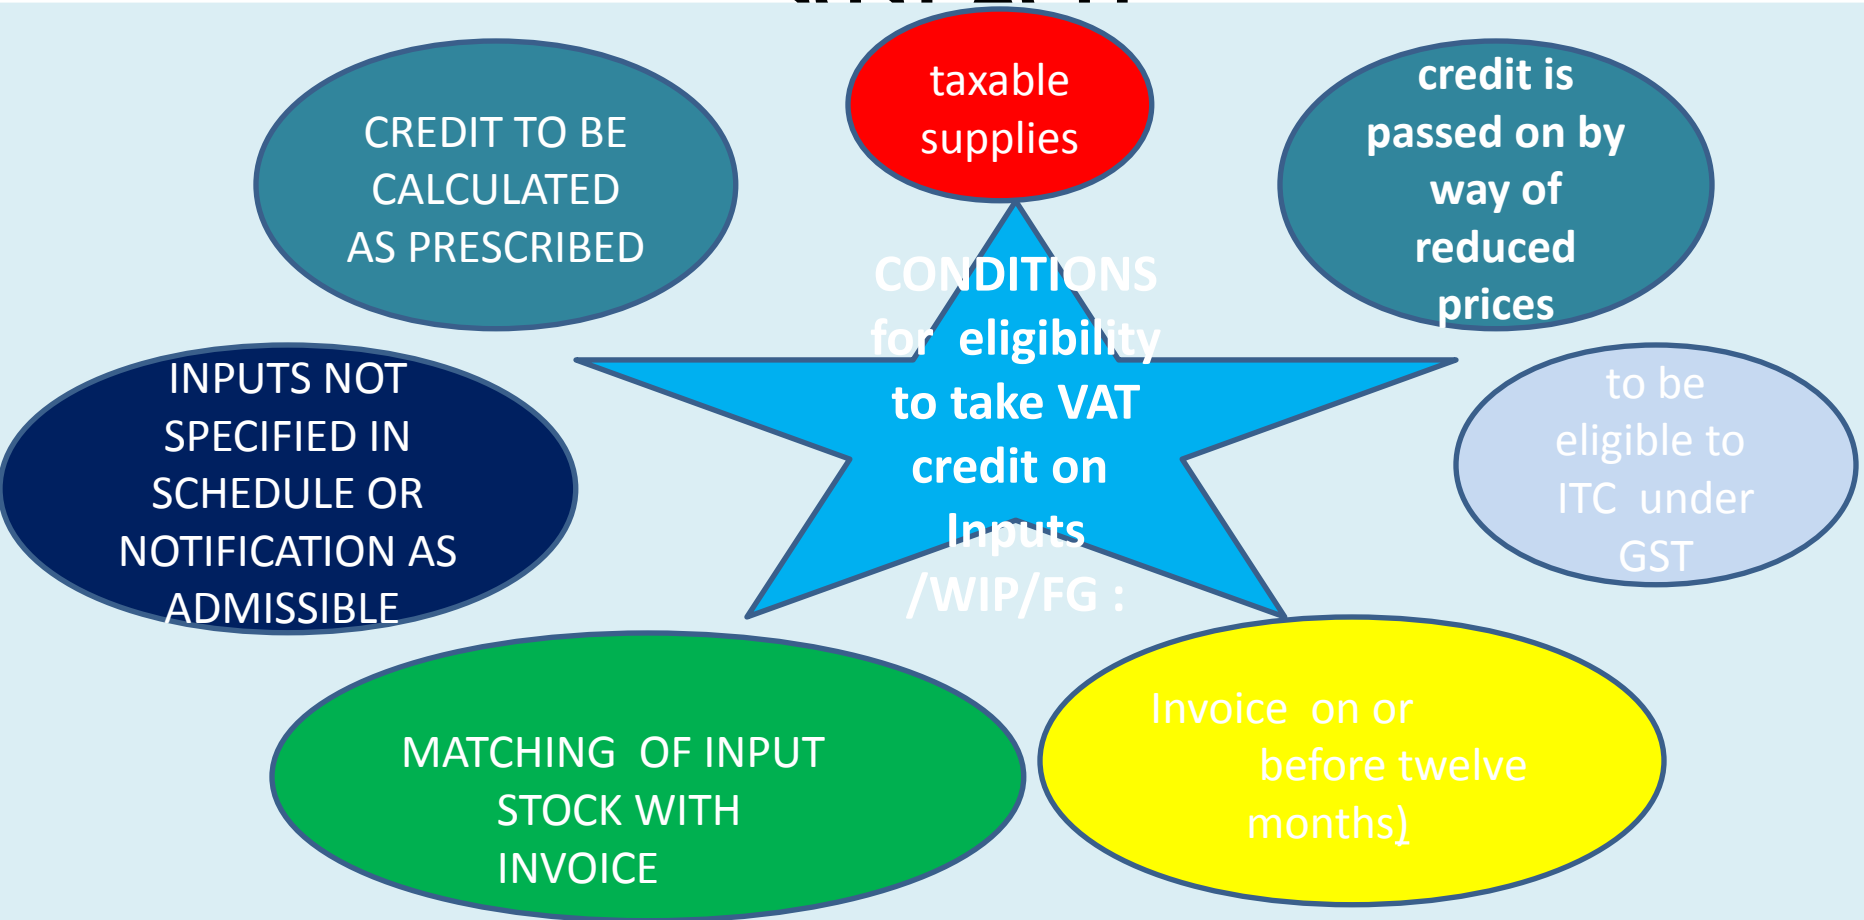 taxable
supplies
CREDIT TO BE
CALCULATED
AS PRESCRIBED
credit is
passed on by
way of
reduced
prices
CONDITIONS
for eligibility
to take VAT
credit on
Inputs
/WIP/FG :
INPUTS NOT
SPECIFIED IN
SCHEDULE OR
NOTIFICATION AS
ADMISSIBLE
to be
eligible to
ITC under
GST
MATCHING OF INPUT
STOCK WITH
INVOICE
Invoice on or
before twelve
months)